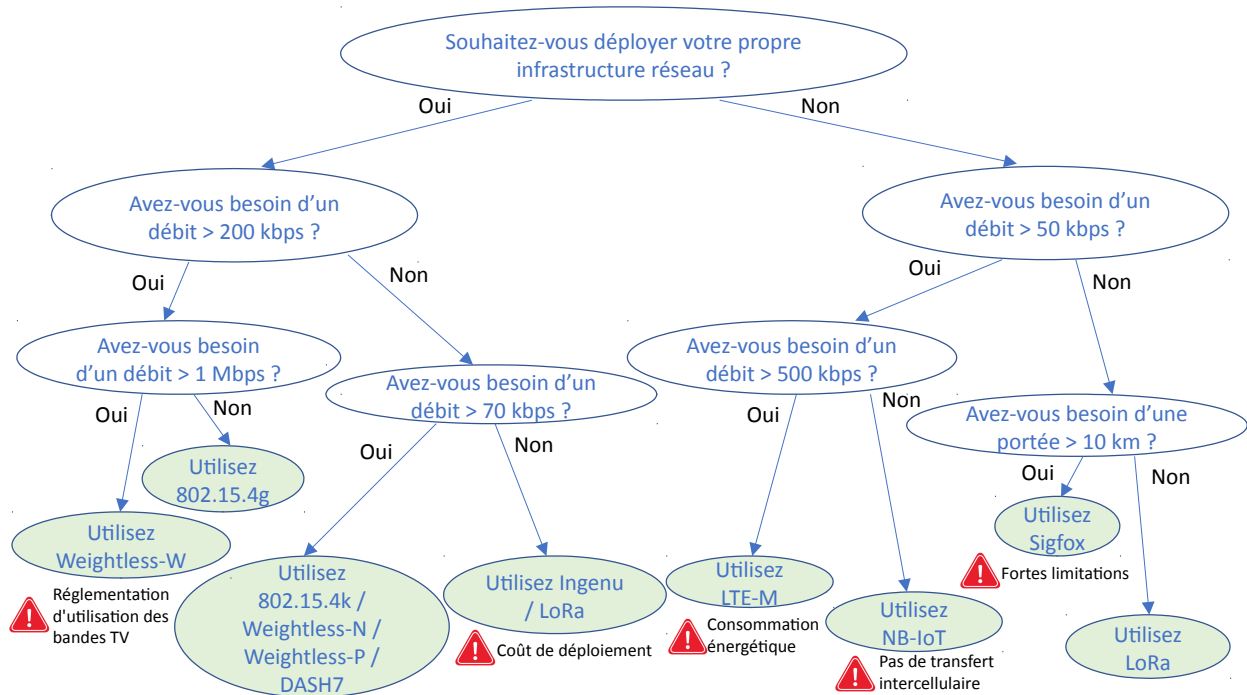 Souhaitez-vous déployer votre propre
infrastructure réseau ?
Oui
Non
Avez-vous besoin d'un
débit > 200 kbps ?
Avez-vous besoin d'un
débit > 50 kbps ?
Oui
Non
Oui
Non
Avez-vous besoin
d'un débit > 1 Mbps ?
Avez-vous besoin d'un
débit > 70 kbps ?
Avez-vous besoin d'un
débit > 500 kbps ?
Avez-vous besoin d'une
portée > 10 km ?
Oui
Non
Oui
Non
Oui
Non
Oui
Non
Utilisez
802.15.4g
Utilisez
Weightless-W
Réglementation
d'utilisation des
bandes TV
Utilisez
802.15.4k /
Weightless-N /
Weightless-P /
DASH7
Utilisez Ingenu
/ LoRa
Coût de déploiement
Utilisez
LTE-M
Consommation
énergétique
Utilisez
NB-IoT
Pas de transfert
intercellulaire
Utilisez
Sigfox
Fortes limitations
Utilisez
LoRa